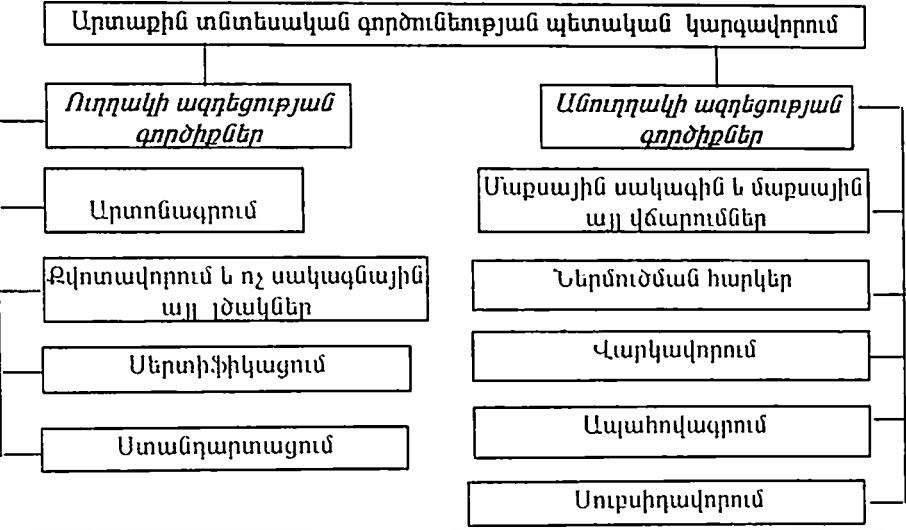 Արտաքին տնտեսական գործունեության պետական կարգավորում
Ուղղակի ազդեցության
գործիքներ
Արտոնագրում
Քվոտավորում և ոչ սակագնային
այլ լծակներ
Սերտիֆիկացում
Ստանդարտացում
Անուղղակի ազդեցության
գործիքներ
Մաքսային սակագին և մաքսային
այլ վճարումներ
Ներմուծման հարկեր
Վարկավորում
Ապահովագրում
Սուբսիդավորում